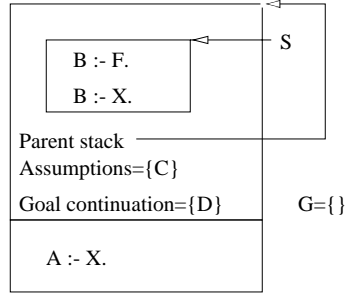 S
B :- F.
B :- X.
Parent stack
Assumptions={C}
Goal continuation={D}
G={}
A :- X.